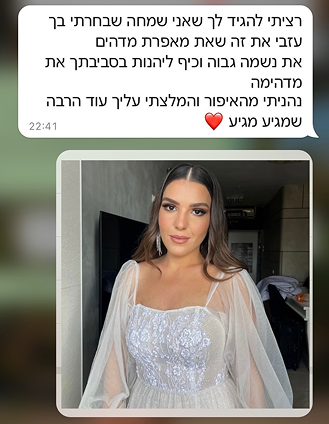 רציתי להגיד לך שאני שמחה שבחרתי בך
עזבי את זה שאת מאפרת מדהים
את נשמה גבוה וכיף ליהנות בסביבתך את
מדהימה
נהניתי מהאיפור והמלצתי עליך עוד הרבה
שמגיע מגיע ❤️
22:41